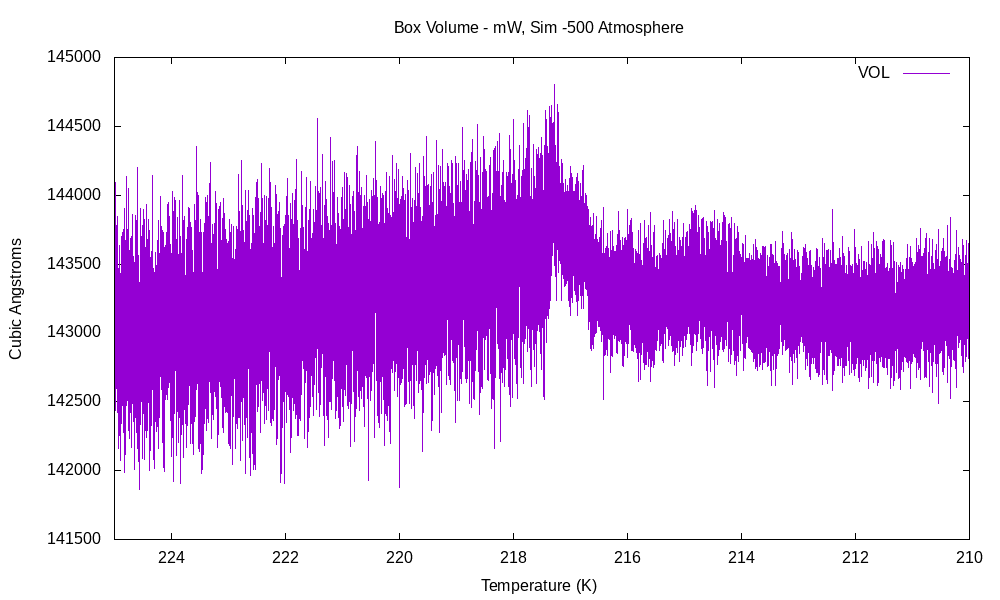 Box Volume - mW, Sim -500 Atmosphere
VOL
145000
144500
144000
143500
143000
142500
142000
141500
Cubic Angstroms
224 222 220 218 216 214 212 210
Temperature (K)